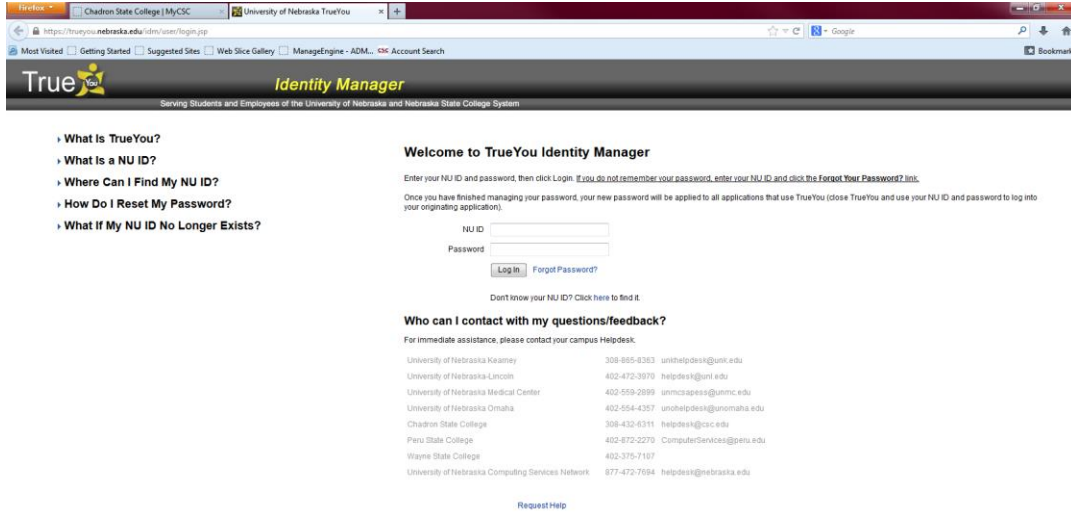 Firefox
Chadron State College | MyCSC
University of Nebraska TrueYou
https://trueyou.nebraska.edu/idm/user/login.jsp
Google
Most Visited Getting Started Suggested Sites Web Slice Gallery ManageEngine - ADM... CSC Account Search
Bookmark
True You
Identity Manager
Serving Students and Employees of the University of Nebraska and Nebraska State College System
What Is TrueYou?
What Is a NU ID?
Where Can I Find My NU ID?
How Do I Reset My Password?
What If My NU ID No Longer Exists?
Welcome to TrueYou Identity Manager
Enter your NU ID and password, then click Login. If you do not remember your password, enter your NU ID and click the Forgot Your Password? link.
Once you have finished managing your password, your new password will be applied to all applications that use TrueYou (close TrueYou and use your NU ID and password to log into
your originating application).
NU ID
Password
Log In Forgot Password?
Don't know your NU ID? Click here to find it.
Who can I contact with my questions/feedback?
For immediate assistance, please contact your campus Helpdesk.
University of Nebraska Kearney 308-865-8363 unkhelpdesk@unk.edu
University of Nebraska-Lincoln 402-472-3970 helpdesk@unl.edu
University of Nebraska Medical Center 402-559-2899 unmcsapess@unmc.edu
University of Nebraska Omaha 402-554-4357 unohelpdesk@unomaha.edu
Chadron State College 308-432-6311 helpdesk@csc.edu
Peru State College 402-872-2270 ComputerServices@peru.edu
Wayne State College 402-375-7107
University of Nebraska Computing Services Network 877-472-7694 helpdesk@nebraska.edu
Request Help